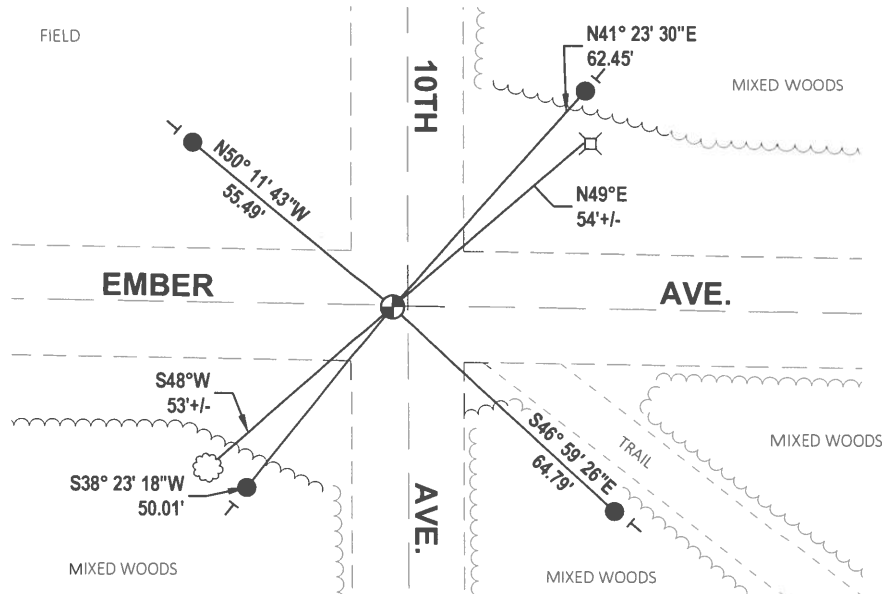 FIELD
N41° 23' 30"E
62.45'
MIXED WOODS
10TH
N50° 11' 43"W
55.49'
N49°E
54'+/-
EMBER
AVE.
S48°W
53'+/-
S46° 59' 26"E
64.79'
TRAIL
MIXED WOODS
S38° 23' 18"W
50.01'
AVE.
MIXED WOODS
MIXED WOODS